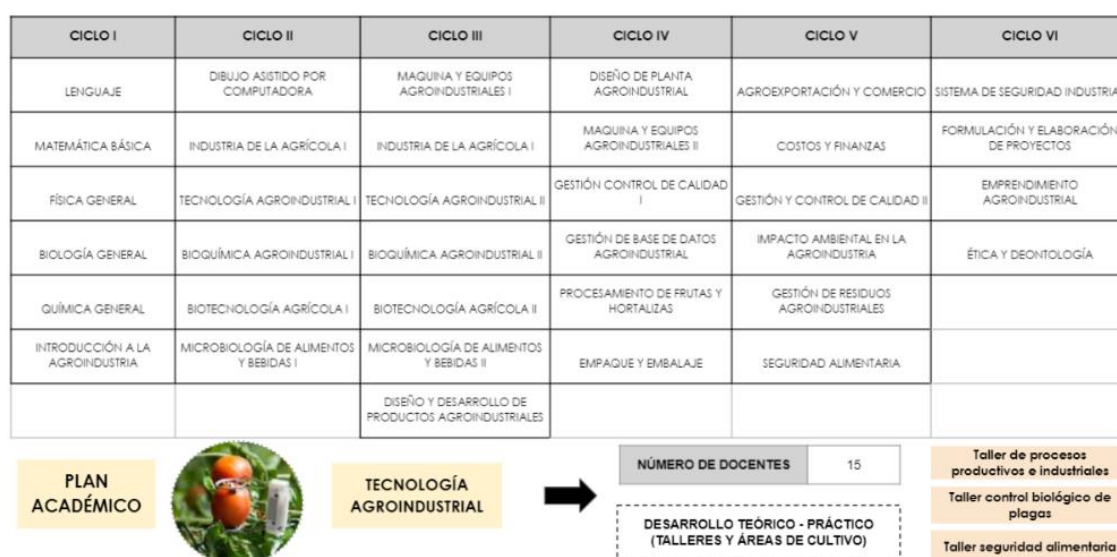 CICLO I
CICLO II
CICLO III
CICLO IV
CICLO V
CICLO VI
LENGUAJE
DIBUJO ASISTIDO POR
COMPUTADORA
MAQUINA Y EQUIPOS
AGROINDUSTRIALES I
DISEÑO DE PLANTA
AGROINDUSTRIAL
AGROEXPORTACIÓN Y COMERCIO
SISTEMA DE SEGURIDAD INDUSTRIA
MATEMÁTICA BÁSICA
INDUSTRIA DE LA AGRÍCOLA I
INDUSTRIA DE LA AGRÍCOLA I
MAQUINA Y EQUIPOS
AGROINDUSTRIALES II
COSTOS Y FINANZAS
FORMULACIÓN Y ELABORACIÓN
DE PROYECTOS
FÍSICA GENERAL
TECNOLOGÍA AGROINDUSTRIAL I
TECNOLOGÍA AGROINDUSTRIAL II
GESTIÓN CONTROL DE CALIDAD
I
GESTIÓN Y CONTROL DE CALIDAD II
EMPRENDIMIENTO
AGROINDUSTRIAL
BIOLOGÍA GENERAL
BIOQUÍMICA AGROINDUSTRIAL I
BIOQUÍMICA AGROINDUSTRIAL II
GESTIÓN DE BASE DE DATOS
AGROINDUSTRIAL
IMPACTO AMBIENTAL EN LA
AGROINDUSTRIA
ÉTICA Y DEONTOLOGÍA
QUÍMICA GENERAL
BIOTECNOLOGÍA AGRÍCOLA I
BIOTECNOLOGÍA AGRÍCOLA II
PROCESAMIENTO DE FRUTAS Y
HORTALIZAS
GESTIÓN DE RESIDUOS
AGROINDUSTRIALES
INTRODUCCIÓN A LA
AGROINDUSTRIA
MICROBIOLOGÍA DE ALIMENTOS
Y BEBIDAS I
MICROBIOLOGÍA DE ALIMENTOS
Y BEBIDAS II
EMPAQUE Y EMBALAJE
SEGURIDAD ALIMENTARIA
DISEÑO Y DESARROLLO DE
PRODUCTOS AGROINDUSTRIALES
PLAN
ACADÉMICO
TECNOLOGÍA
AGROINDUSTRIAL
NÚMERO DE DOCENTES
15
DESARROLLO TEÓRICO - PRÁCTICO
(TALLERES Y ÁREAS DE CULTIVO)
Taller de procesos
productivos e industriales
Taller control biológico de
plagas
Taller seguridad alimentaria